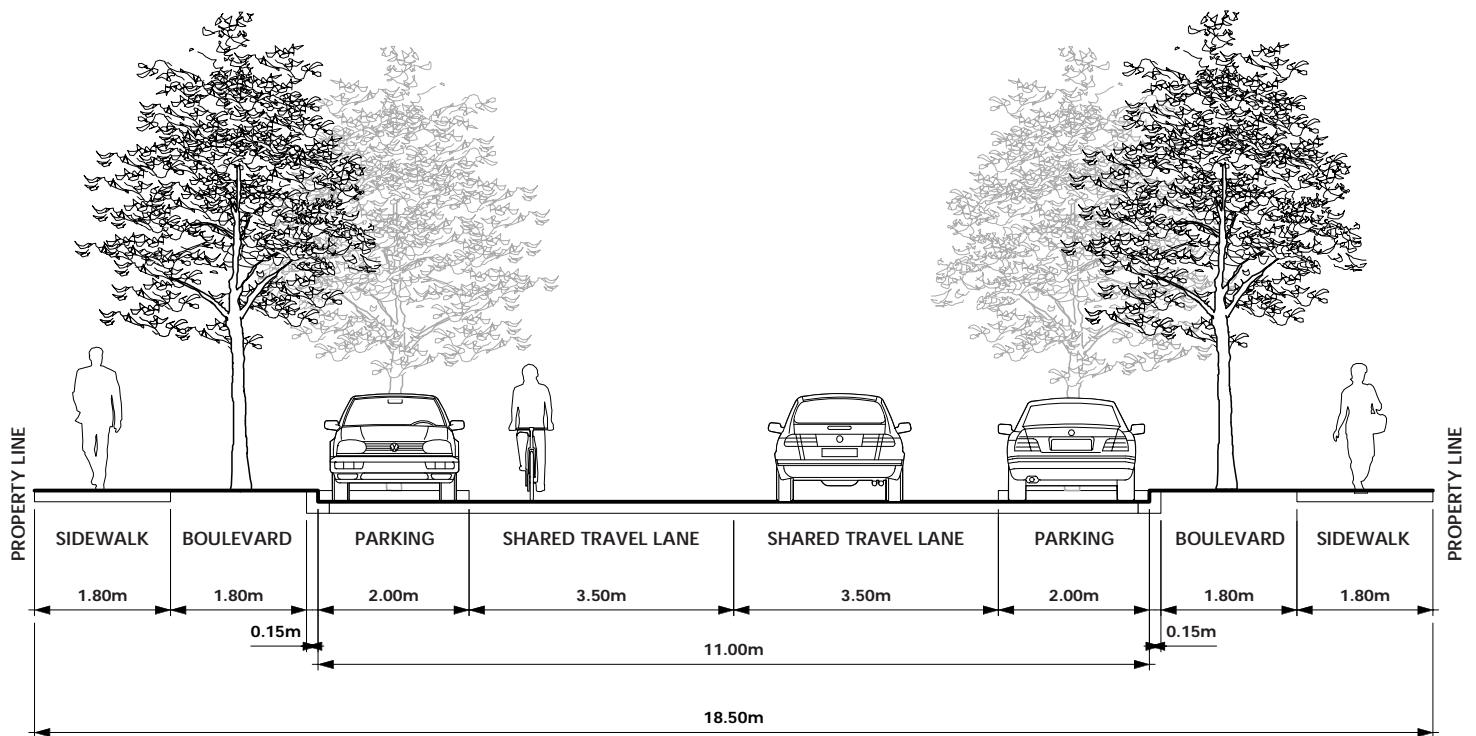 PROPERTY LINE
PROPERTY LINE
SIDEWALK BOULEVARD PARKING SHARED TRAVEL LANE SHARED TRAVEL LANE PARKING BOULEVARD SIDEWALK
1.80m 1.80m 2.00m 3.50m 3.50m 2.00m 1.80m 1.80m
0.15m 0.15m
11.00m
18.50m